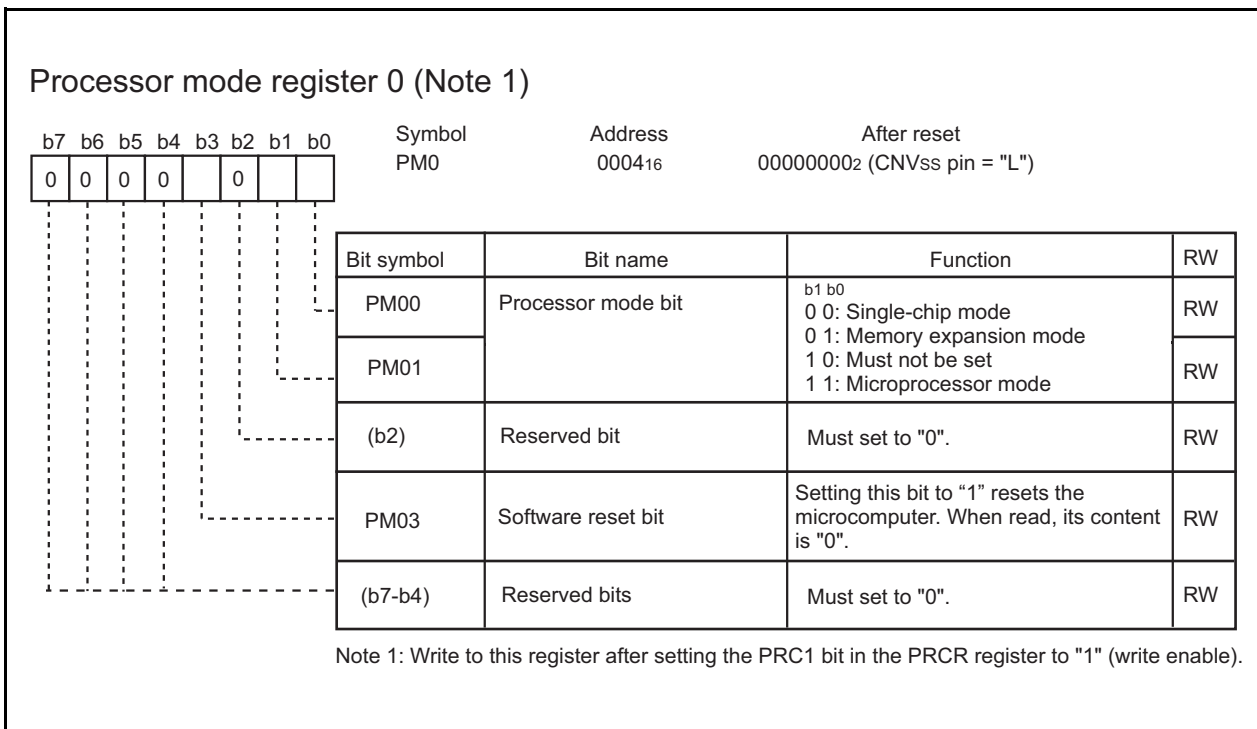 Processor mode register 0 (Note 1)
b7 b6 b5 b4 b3 b2 b1 b0
0 0 0 0 0
Symbol Address After reset
PM0 000416 000000002 (CNVSS pin = "L")
Bit symbol Bit name Function RW
PM00 Processor mode bit RW
b1 b0
0 0: Single-chip mode
0 1: Memory expansion mode
1 0: Must not be set
1 1: Microprocessor mode
PM01 RW
(b2) Reserved bit Must set to "0". RW
PM03 Software reset bit RW
Setting this bit to “1” resets the
microcomputer. When read, its content
is "0".
(b7-b4) Reserved bits Must set to "0". RW
Note 1: Write to this register after setting the PRC1 bit in the PRCR register to "1" (write enable).